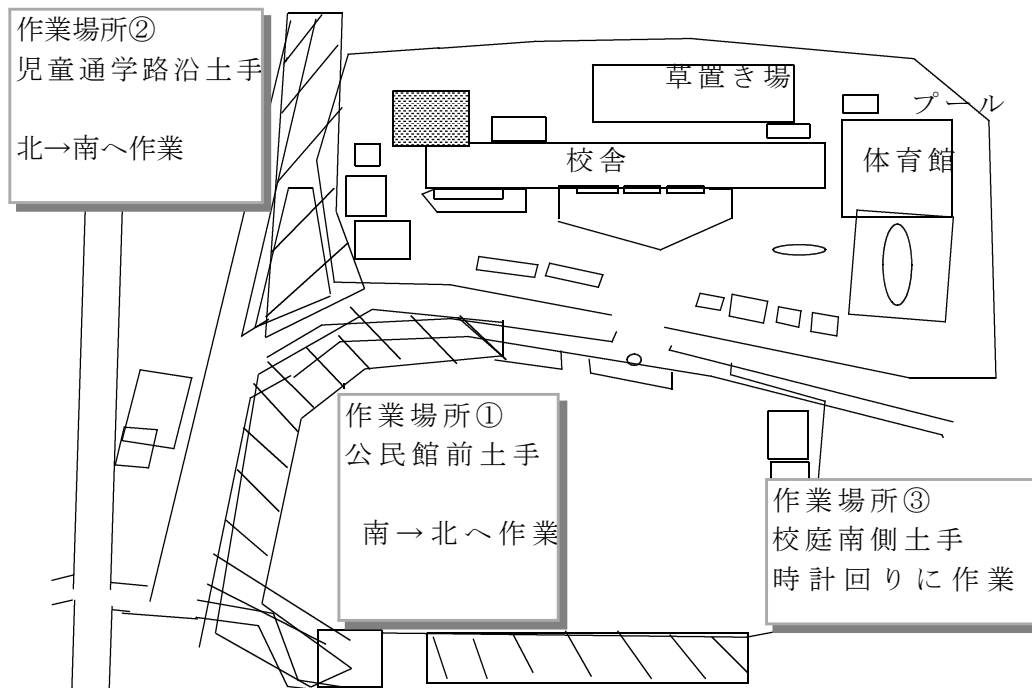 作業場所②
児童通学路沿土手
北→南へ作業
草置き場
プール
校舎
体育館
作業場所①
公民館前土手
南→北へ作業
作業場所③
校庭南側土手
時計回りに作業